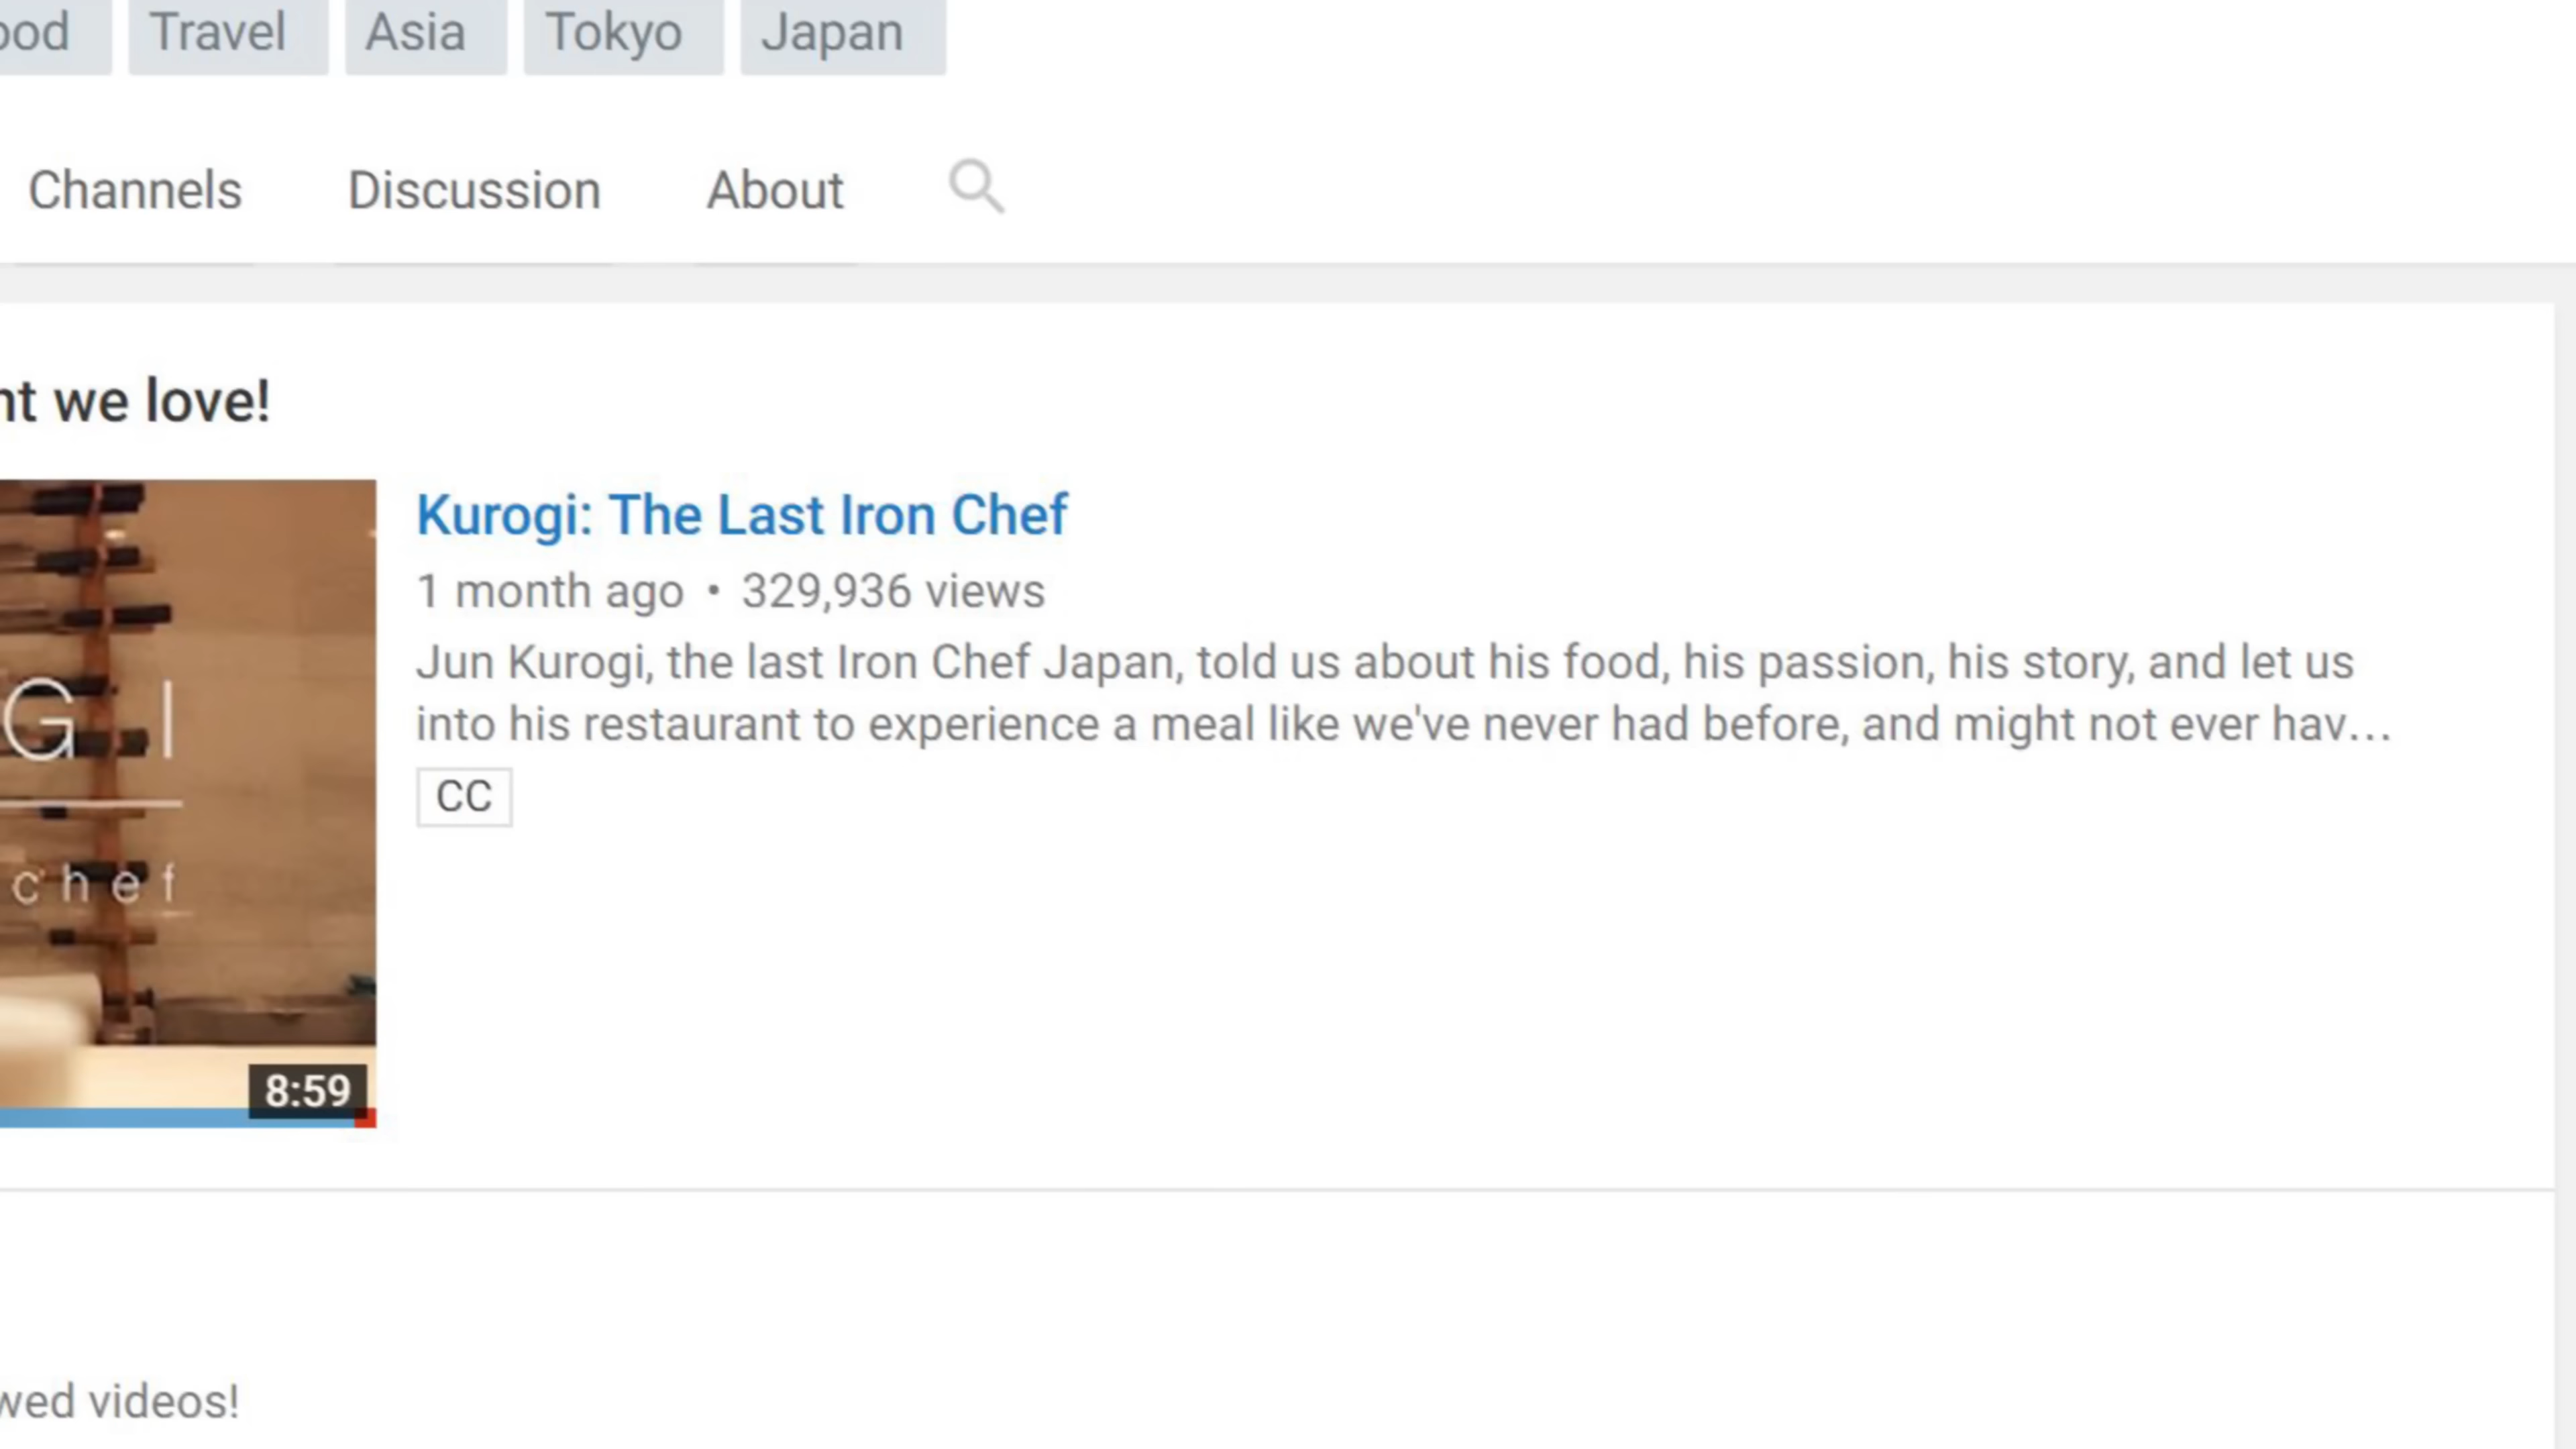 Travel Asia Tokyo Japan
Channels Discussion About
we love!
Kurogi: The Last Iron Chef
1 month ago • 329,936 views
Jun Kurogi, the last Iron Chef Japan, told us about his food, his passion, his story, and let us
into his restaurant to experience a meal like we've never had before, and might not ever hav…
G I
CC
chef
8:59
videos!